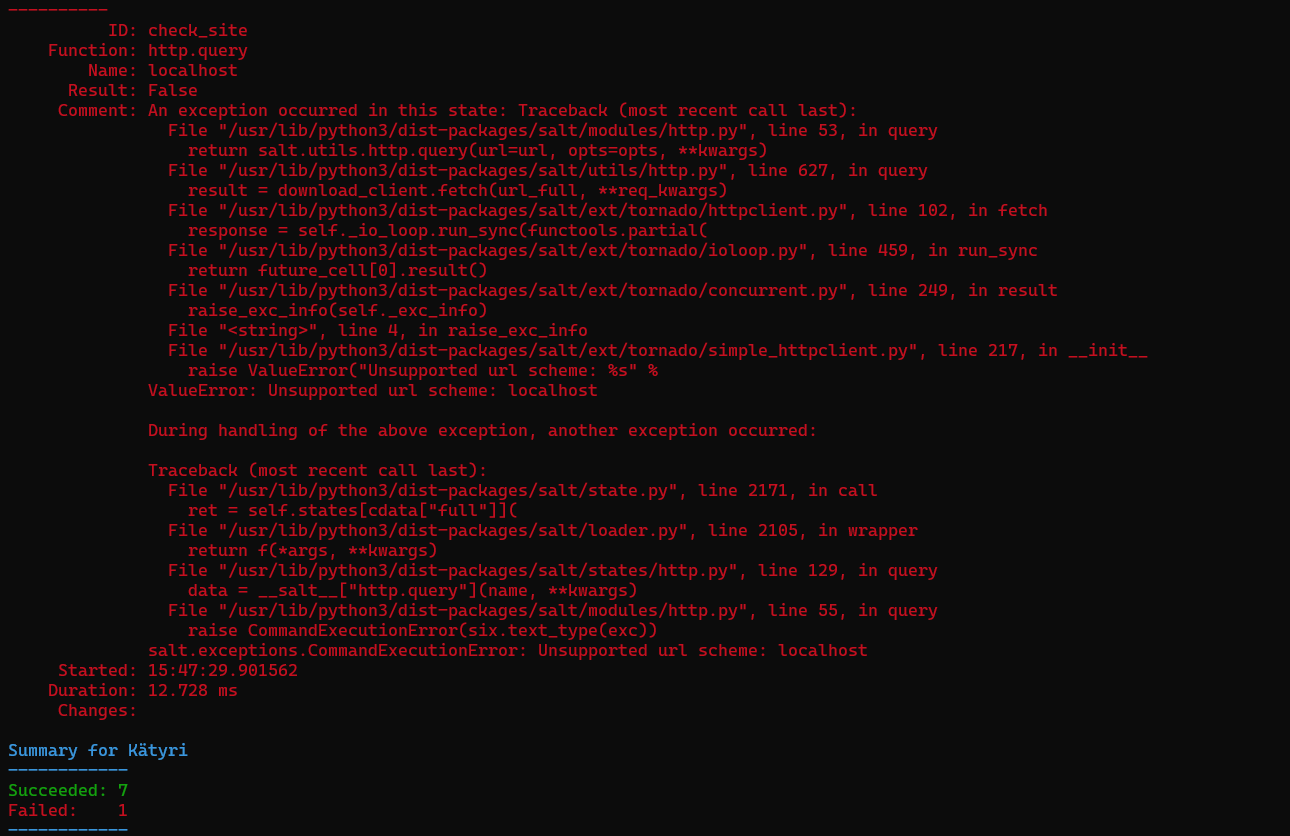 ----------
          ID: check_site
    Function: http.query
        Name: localhost
      Result: False
     Comment: An exception occurred in this state: Traceback (most recent call last):
                File "/usr/lib/python3/dist-packages/salt/modules/http.py", line 53, in query
                  return salt.utils.http.query(url=url, opts=opts, **kwargs)
                File "/usr/lib/python3/dist-packages/salt/utils/http.py", line 627, in query
                  result = download_client.fetch(url_full, **req_kwargs)
                File "/usr/lib/python3/dist-packages/salt/ext/tornado/httpclient.py", line 102, in fetch
                  response = self._io_loop.run_sync(functools.partial(
                File "/usr/lib/python3/dist-packages/salt/ext/tornado/ioloop.py", line 459, in run_sync
                  return future_cell[0].result()
                File "/usr/lib/python3/dist-packages/salt/ext/tornado/concurrent.py", line 249, in result
                  raise_exc_info(self._exc_info)
                File "<string>", line 4, in raise_exc_info
                File "/usr/lib/python3/dist-packages/salt/ext/tornado/simple_httpclient.py", line 217, in __init__
                  raise ValueError("Unsupported url scheme: %s" %
              ValueError: Unsupported url scheme: localhost

              During handling of the above exception, another exception occurred:

              Traceback (most recent call last):
                File "/usr/lib/python3/dist-packages/salt/state.py", line 2171, in call
                  ret = self.states[cdata["full"]](
                File "/usr/lib/python3/dist-packages/salt/loader.py", line 2105, in wrapper
                  return f(*args, **kwargs)
                File "/usr/lib/python3/dist-packages/salt/states/http.py", line 129, in query
                  data = __salt__["http.query"](name, **kwargs)
                File "/usr/lib/python3/dist-packages/salt/modules/http.py", line 55, in query
                  raise CommandExecutionError(six.text_type(exc))
              salt.exceptions.CommandExecutionError: Unsupported url scheme: localhost
     Started: 15:47:29.901562
    Duration: 12.728 ms
     Changes:

Summary for Kätyri
------------
Succeeded: 7
Failed:    1
------------